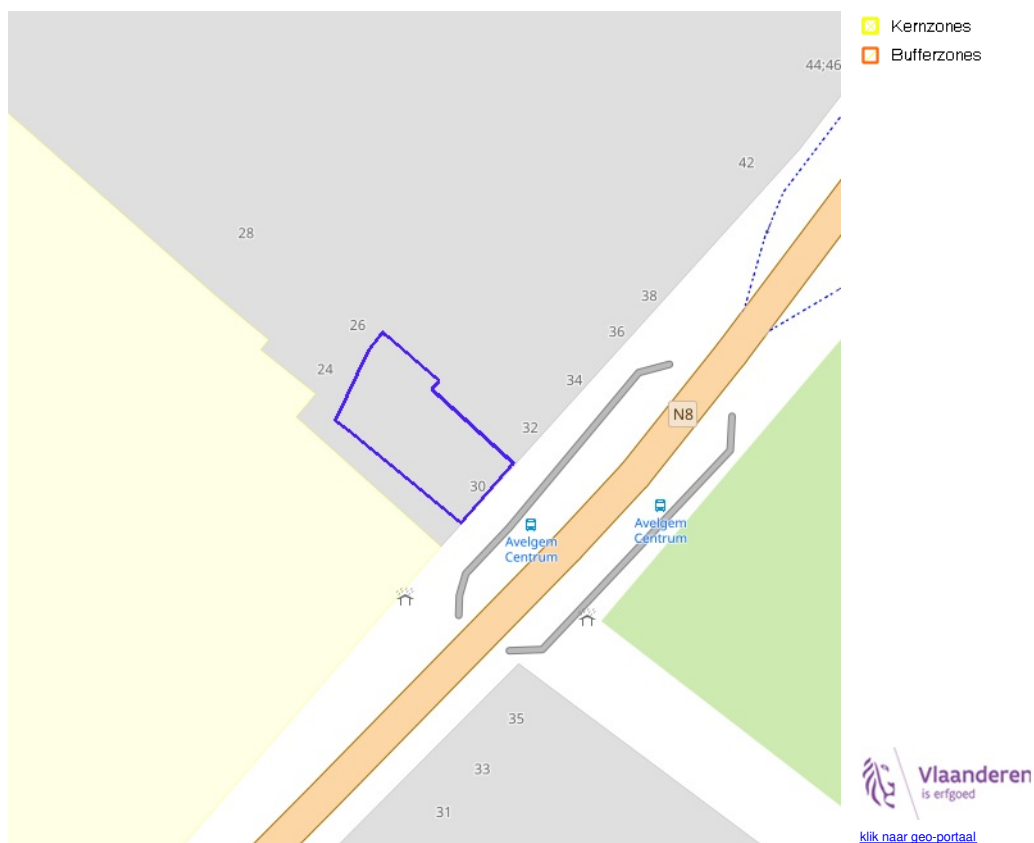 Kernzones
Bufferzones
44;46
42
28
38
26
36
24
34
N8
32
30
Avelgem
Centrum
Avelgem
Centrum
35
33
31
Vlaanderen
is erfgoed
klik naar geo-portaal